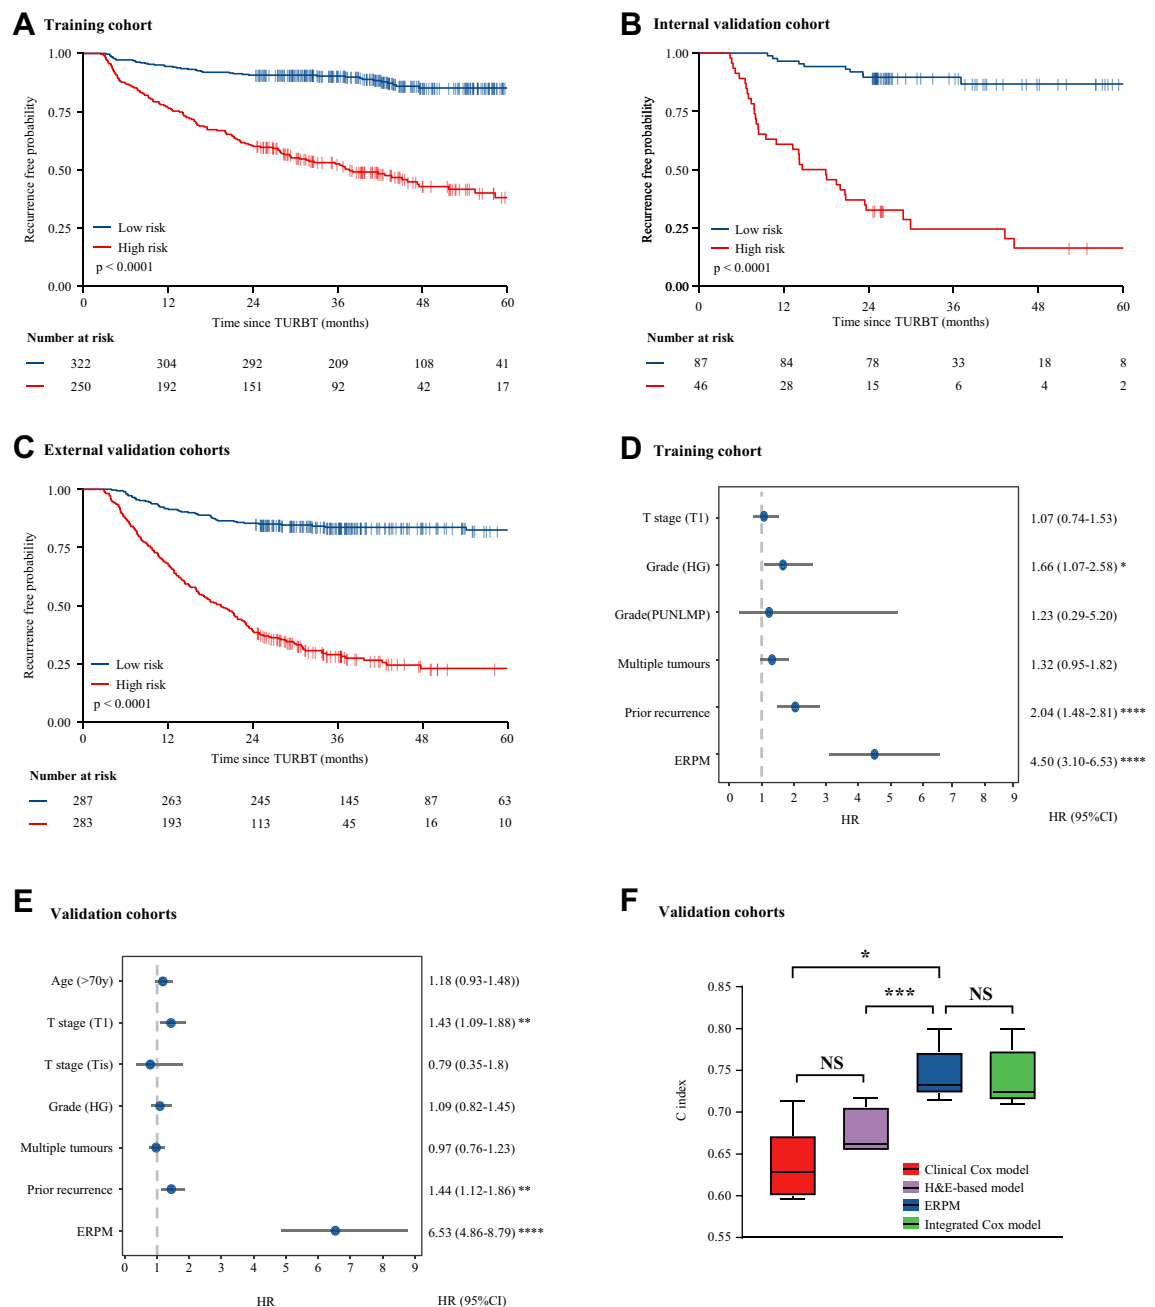 A Training cohort
1.00
0.75
0.50
0.25
0.00
Recurrence free probability
Low risk
High risk
p < 0.0001
0 12 24 36 48 60
Time since TURBT (months)
Number at risk
322 304 292 209 108 41
250 192 151 92 42 17
B Internal validation cohort
1.00
0.75
0.50
0.25
0.00
Recurrence free probability
Low risk
High risk
p < 0.0001
0 12 24 36 48 60
Time since TURBT (months)
Number at risk
87 84 78 33 18 8
46 28 15 6 4 2
C External validation cohorts
1.00
0.75
0.50
0.25
0.00
Recurrence free probability
Low risk
High risk
p < 0.0001
0 12 24 36 48 60
Time since TURBT (months)
Number at risk
287 263 245 145 87 63
283 193 113 45 16 10
D Training cohort
T stage (T1) 1.07 (0.74-1.53)
Grade (HG) 1.66 (1.07-2.58) *
Grade(PUNLMP) 1.23 (0.29-5.20)
Multiple tumours 1.32 (0.95-1.82)
Prior recurrence 2.04 (1.48-2.81) ****
ERPM 4.50 (3.10-6.53) ****
0 1 2 3 4 5 6 7 8 9
HR HR (95%CI)
E Validation cohorts
Age (>70y) 1.18 (0.93-1.48))
T stage (T1) 1.43 (1.09-1.88) **
T stage (Tis) 0.79 (0.35-1.8)
Grade (HG) 1.09 (0.82-1.45)
Multiple tumours 0.97 (0.76-1.23)
Prior recurrence 1.44 (1.12-1.86) **
ERPM 6.53 (4.86-8.79) ****
0 1 2 3 4 5 6 7 8 9
HR HR (95%CI)
F Validation cohorts
*
*** NS
NS
0.85
0.80
0.75
0.70
0.65
0.60
0.55
C index
Clinical Cox model
H&E-based model
ERPM
Integrated Cox model